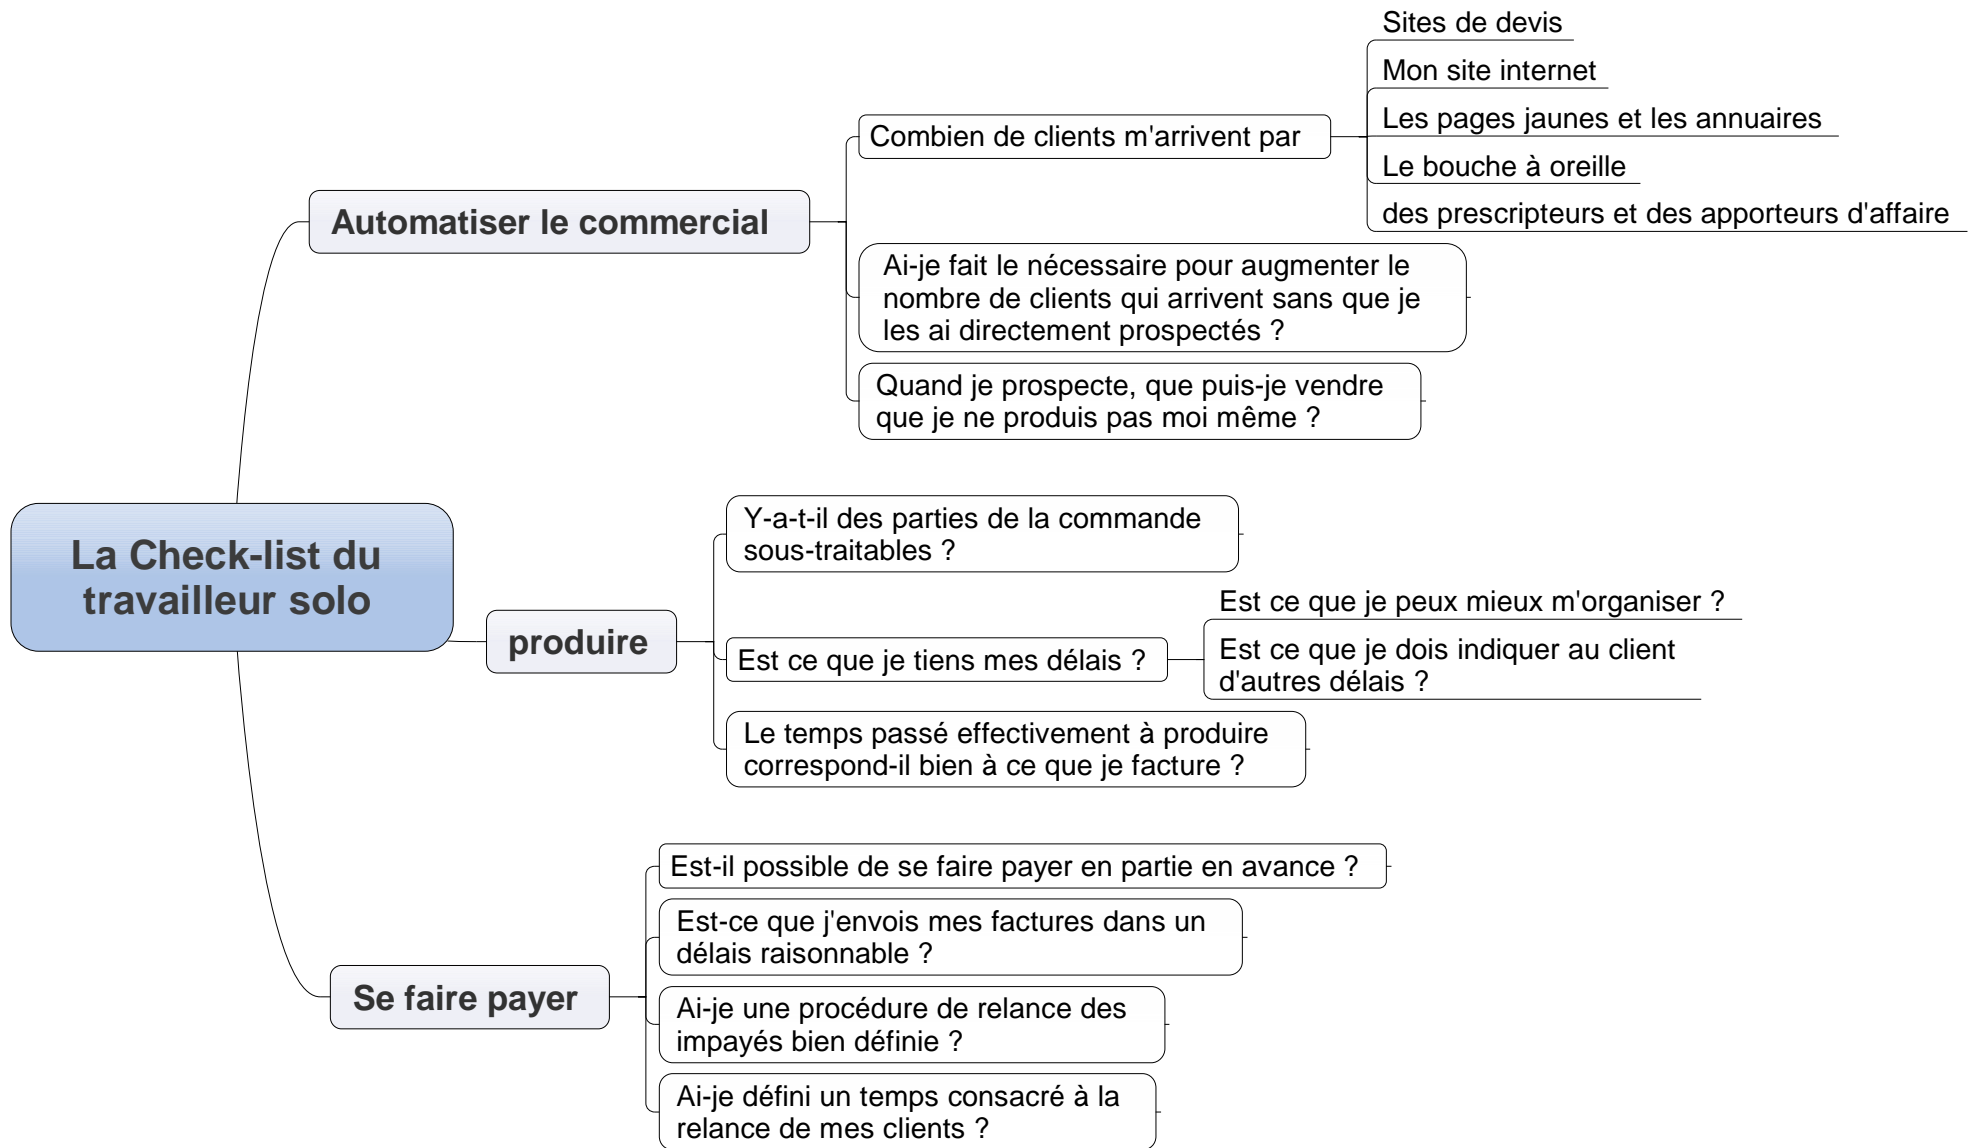 La Check-list du
travailleur solo
Automatiser le commercial
Combien de clients m'arrivent par
Sites de devis
Mon site internet
Les pages jaunes et les annuaires
Le bouche à oreille
des prescripteurs et des apporteurs d'affaire
Ai-je fait le nécessaire pour augmenter le
nombre de clients qui arrivent sans que je
les ai directement prospectés ?
Quand je prospecte, que puis-je vendre
que je ne produis pas moi même ?
produire
Y-a-t-il des parties de la commande
sous-traitables ?
Est ce que je tiens mes délais ?
Est ce que je peux mieux m'organiser ?
Est ce que je dois indiquer au client
d'autres délais ?
Le temps passé effectivement à produire
correspond-il bien à ce que je facture ?
Se faire payer
Est-il possible de se faire payer en partie en avance ?
Est-ce que j'envois mes factures dans un
délais raisonnable ?
Ai-je une procédure de relance des
impayés bien définie ?
Ai-je défini un temps consacré à la
relance de mes clients ?